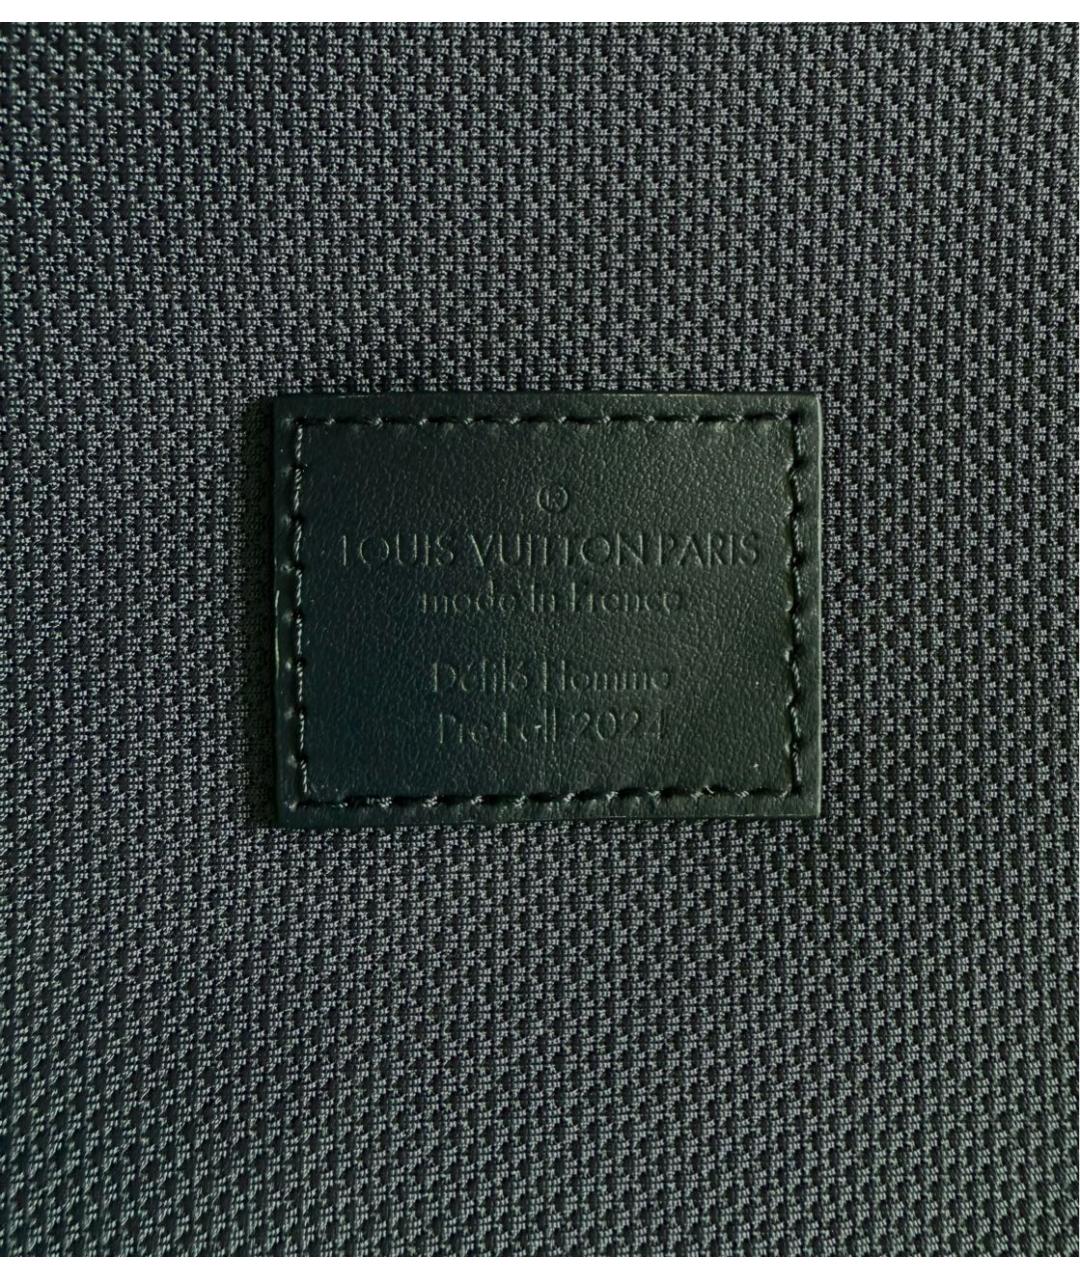 ®
LOUIS VUITTON PARIS
made in France
Défilé Homme
Pre Fall 2024